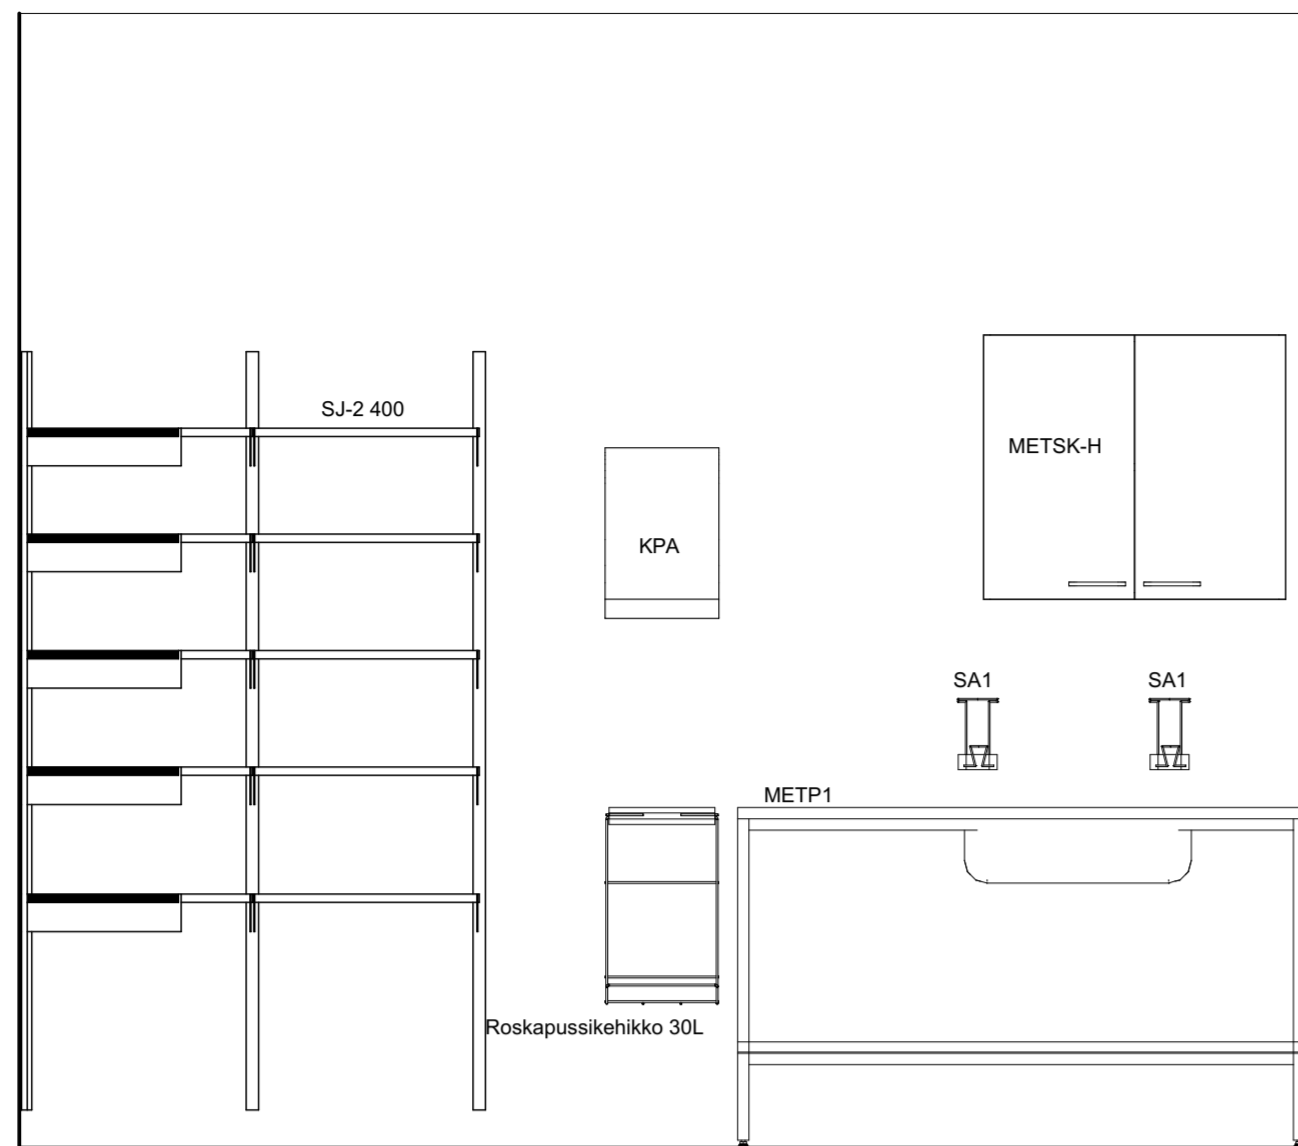 SJ-2 400
METSK-H
KPA
SA1
SA1
METP1
Roskapussikehikko 30L